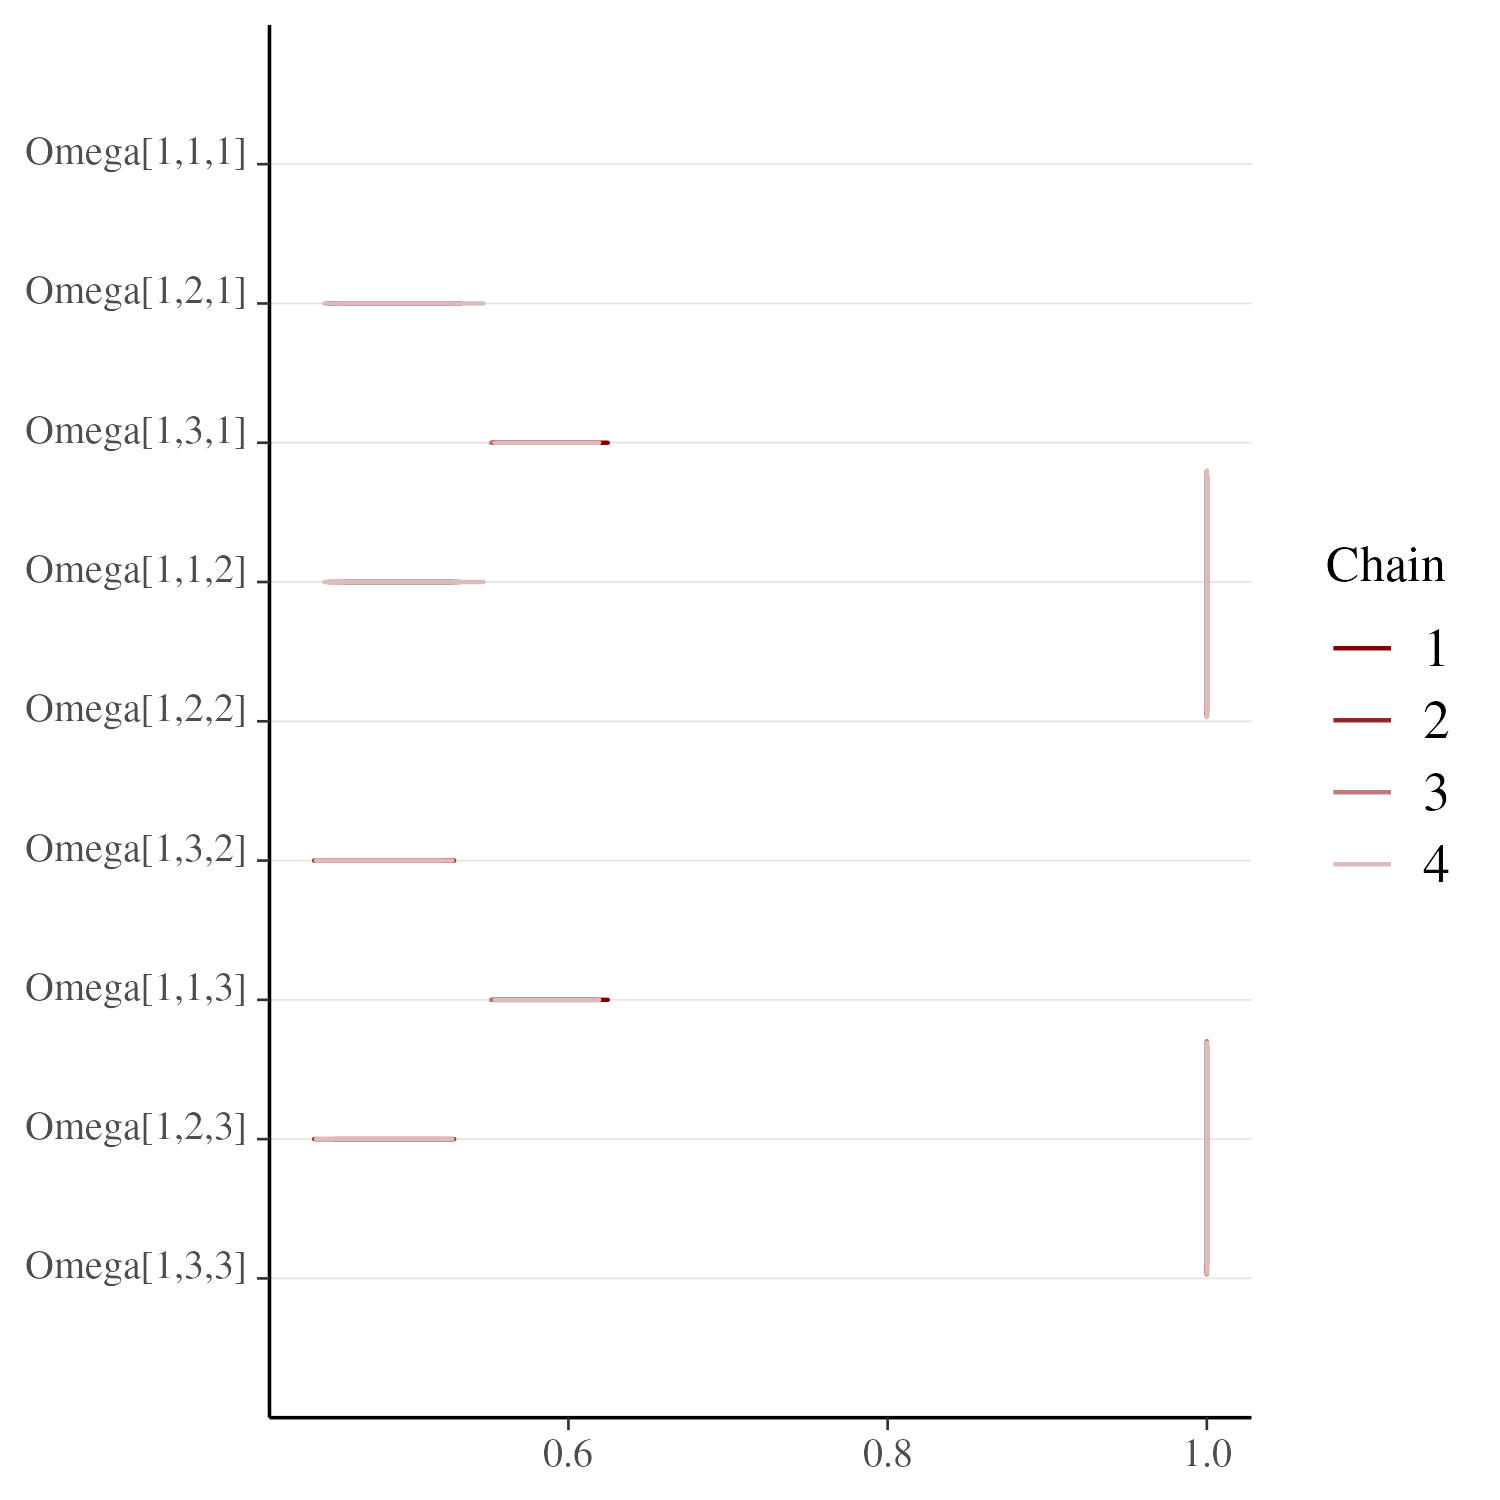 Omega[1,1,1]
Omega[1,2,1]
Omega[1,3,1]
Omega[1,1,2]
Omega[1,2,2]
Omega[1,3,2]
Omega[1,1,3]
Omega[1,2,3]
Omega[1,3,3]
0.6 0.8 1.0
Chain
1
2
3
4